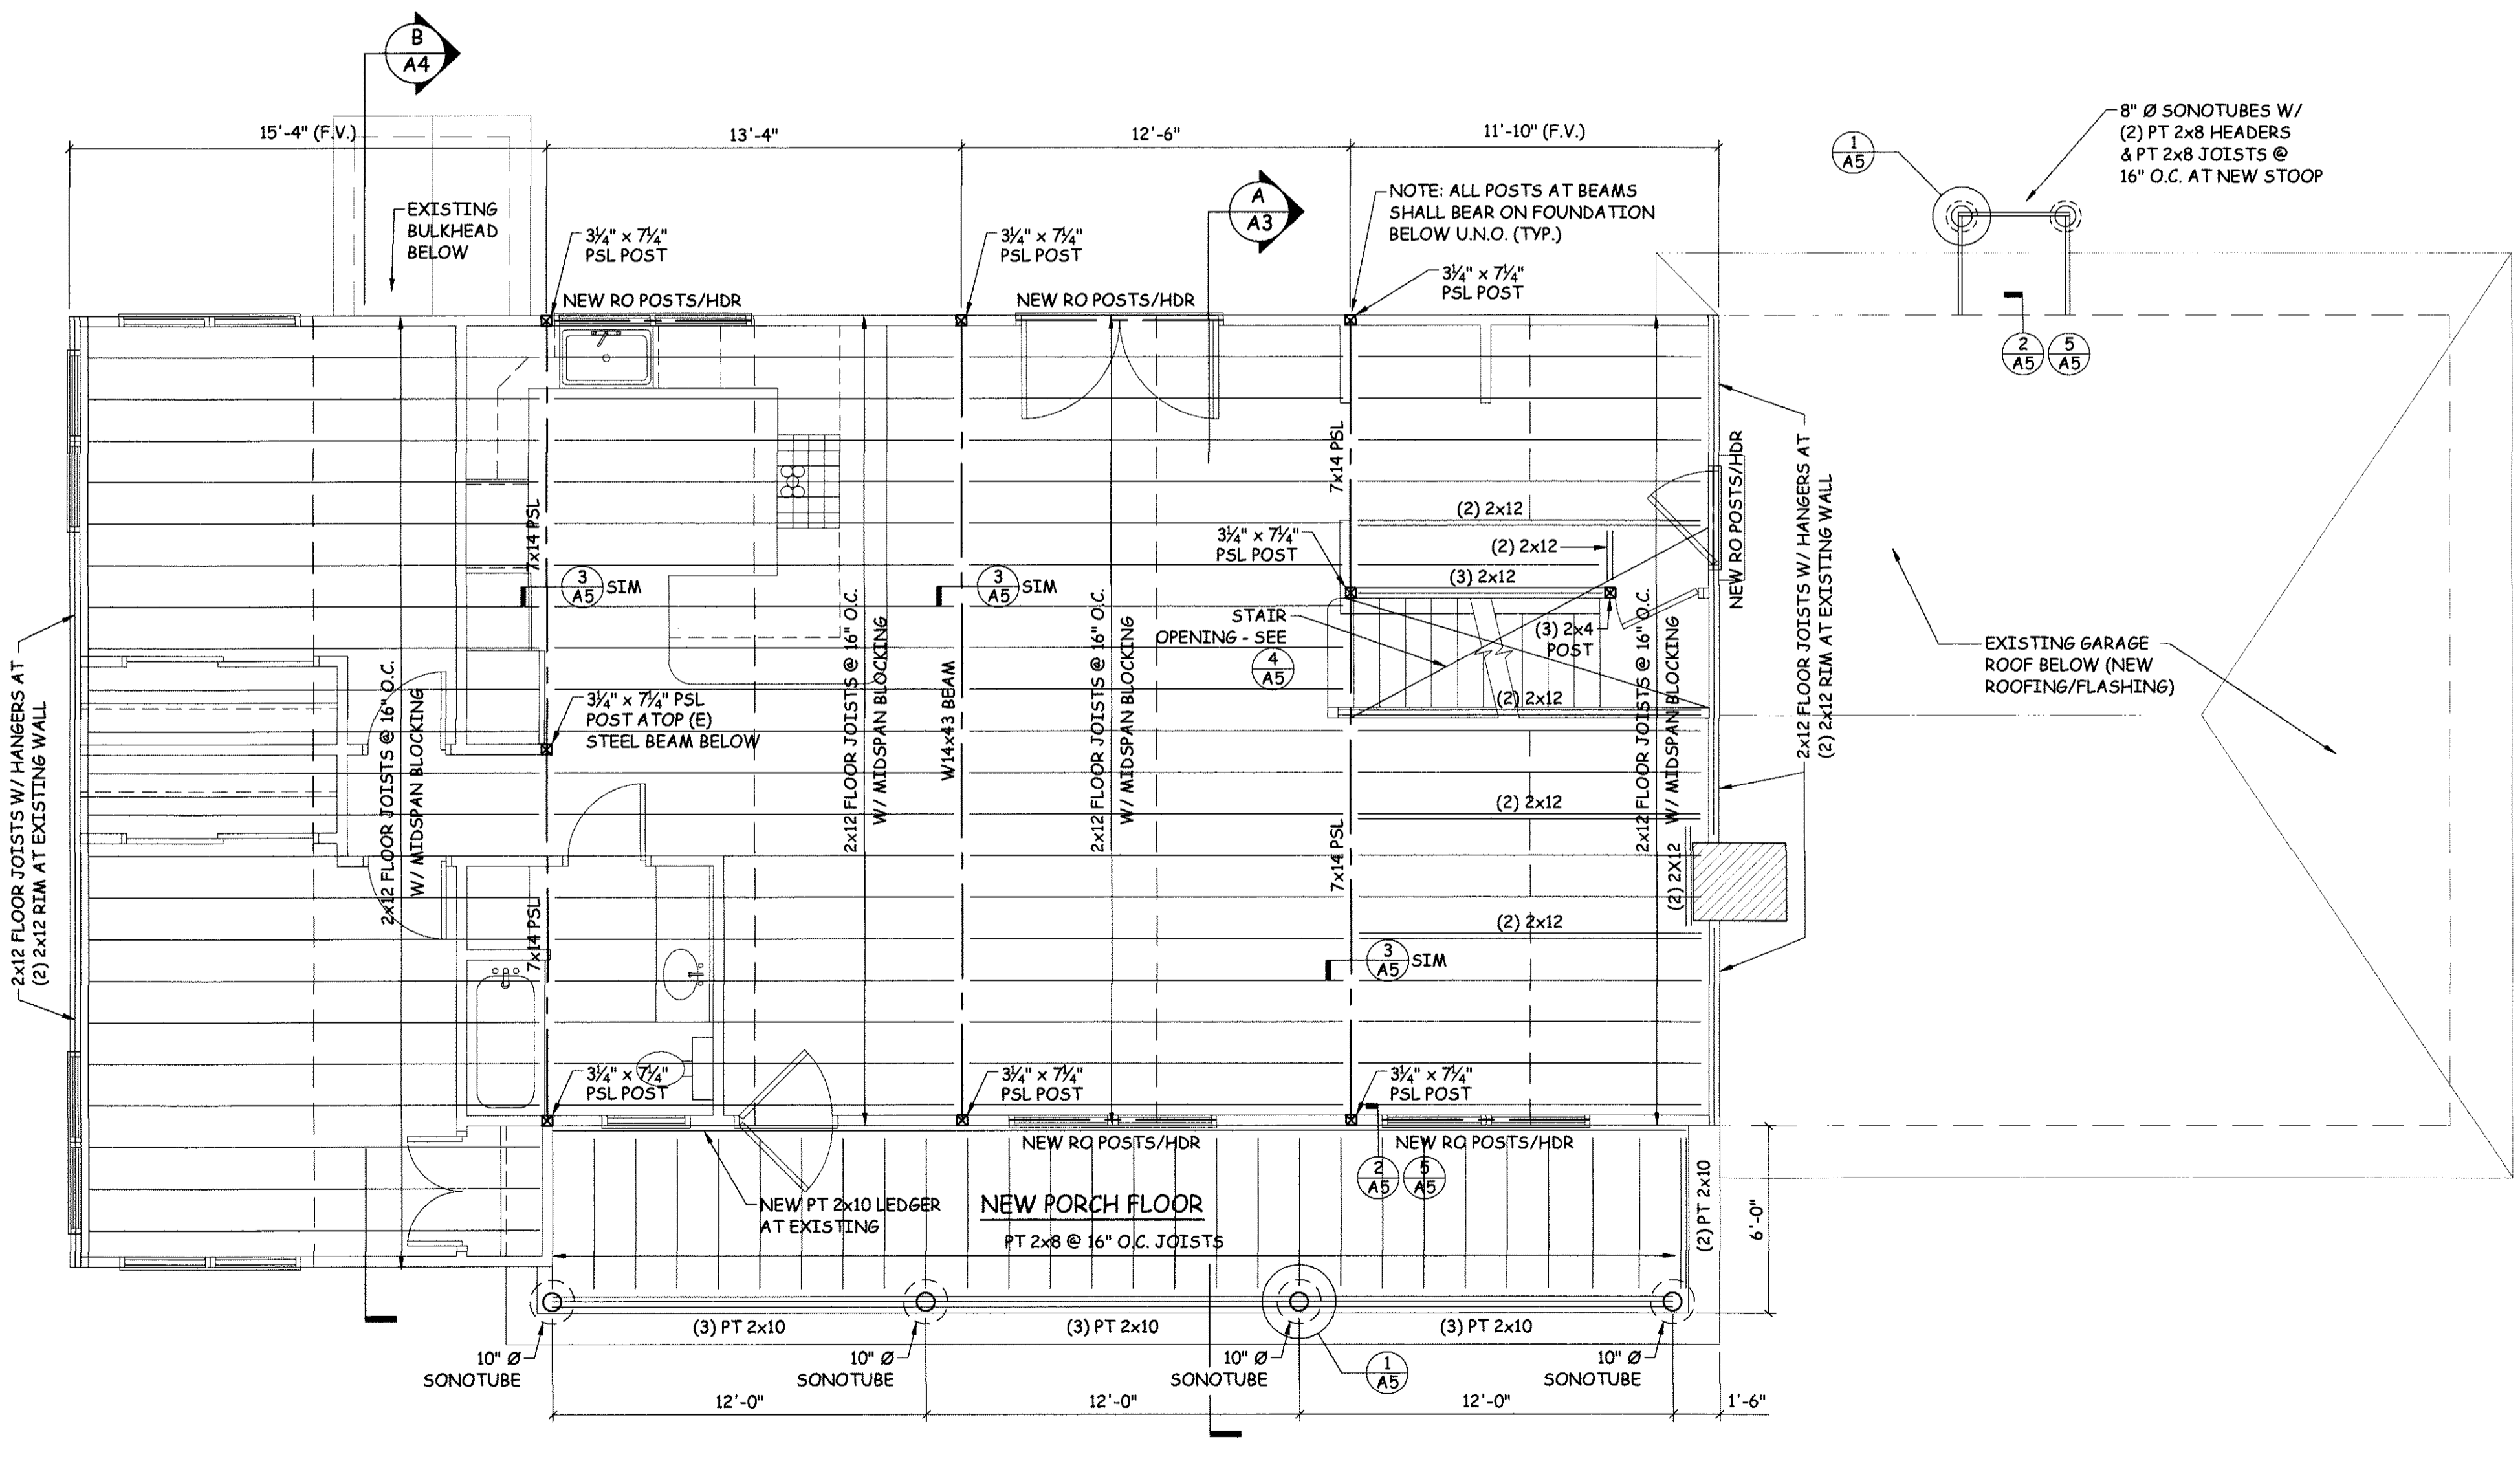 B
A4
15'-4" (F.V.)
13'-4"
12'-6"
11'-10" (F.V.)
8" Ø SONOTUBES W/
(2) PT 2x8 HEADERS
& PT 2x8 JOISTS @
16" O.C. AT NEW STOOP
1
A5
EXISTING
BULKHEAD
BELOW
3¼" x 7¼"
PSL POST
3¼" x 7¼"
PSL POST
A
A3
NOTE: ALL POSTS AT BEAMS
SHALL BEAR ON FOUNDATION
BELOW U.N.O. (TYP.)
3¼" x 7¼"
PSL POST
NEW RO POSTS/HDR
NEW RO POSTS/HDR
2
A5
5
A5
7x14 PSL
7x14 PSL
NEW RO POSTS/HDR
(2) 2x12
3¼" x 7¼"
PSL POST
(2) 2x12
(3) 2x12
3
A5
SIM
3
A5
SIM
STAIR
OPENING - SEE
4
A5
(3) 2x4
POST
(2) 2x12
EXISTING GARAGE
ROOF BELOW (NEW
ROOFING/FLASHING)
2x12 FLOOR JOISTS W/ HANGERS AT
(2) 2x12 RIM AT EXISTING WALL
2x12 FLOOR JOISTS @ 16" O.C.
W/ MIDSPAN BLOCKING
3¼" x 7¼" PSL
POST ATOP (E)
STEEL BEAM BELOW
2x12 FLOOR JOISTS @ 16" O.C.
W/ MIDSPAN BLOCKING
W14x43 BEAM
2x12 FLOOR JOISTS @ 16" O.C.
W/ MIDSPAN BLOCKING
2x12 FLOOR JOISTS @ 16" O.C.
W/ MIDSPAN BLOCKING
2x12 FLOOR JOISTS W/ HANGERS AT
(2) 2x12 RIM AT EXISTING WALL
(2) 2x12
7x14 PSL
7x14 PSL
(2) 2X12
(2) 2x12
3
A5
SIM
3¼" x 7¼"
PSL POST
3¼" x 7¼"
PSL POST
3¼" x 7¼"
PSL POST
NEW RO POSTS/HDR
NEW RO POSTS/HDR
2
A5
5
A5
NEW PT 2x10 LEDGER
AT EXISTING
NEW PORCH FLOOR
PT 2x8 @ 16" O.C. JOISTS
(2) PT 2x10
6'-0"
(3) PT 2x10
(3) PT 2x10
(3) PT 2x10
10" Ø
SONOTUBE
10" Ø
SONOTUBE
10" Ø
SONOTUBE
1
A5
10" Ø
SONOTUBE
12'-0"
12'-0"
12'-0"
1'-6"